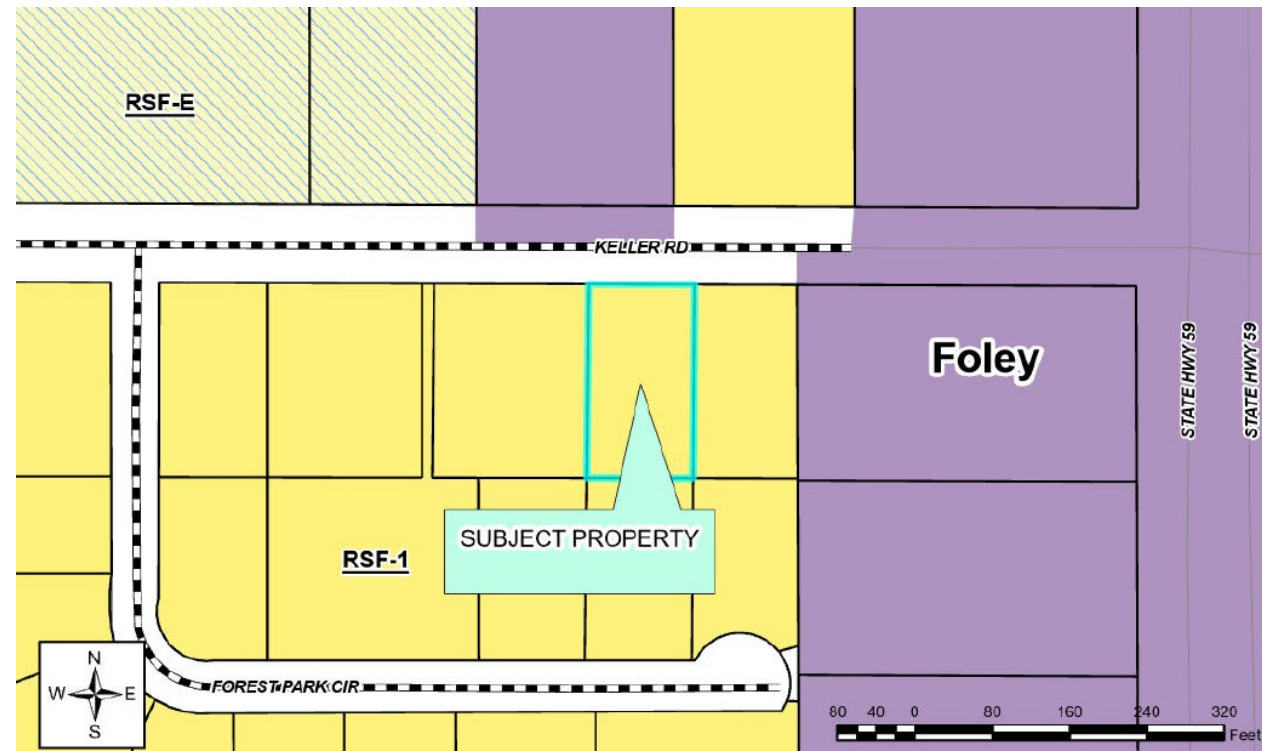 RSF-E
KELLER RD
Foley
STATE HWY 59
STATE HWY 59
SUBJECT PROPERTY
RSF-1
N
W E
S
FOREST PARK CIR
80 40 0 80 160 240 320
Feet